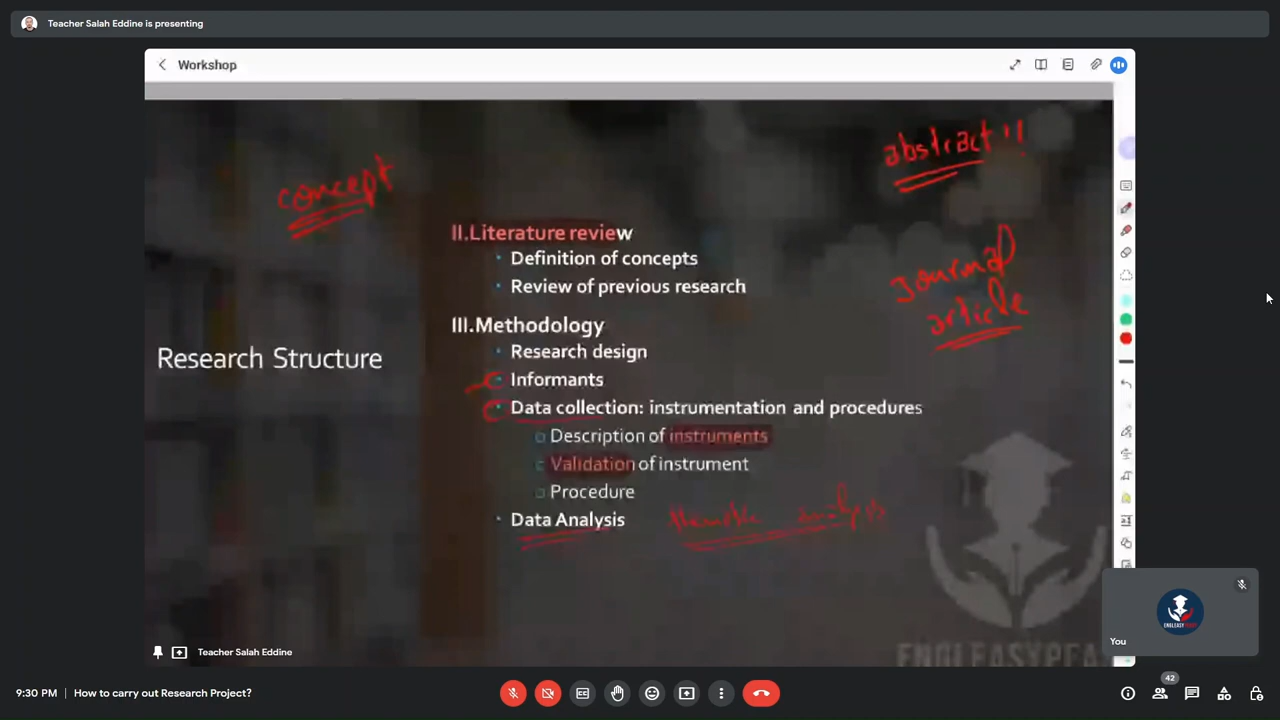 Teacher Salah Eddine is presenting
Workshop
abstract !!
concept
II.Literature review
Definition of concepts
Review of previous research
Journal
article
III.Methodology
Research design
Research Structure
Informants
Data collection: instrumentation and procedures
Description of instruments
Validation of instrument
Procedure
Data Analysis analysis
ENGLEASYPEASY
You
Teacher Salah Eddine
9:30 PM | How to carry out Research Project?
42